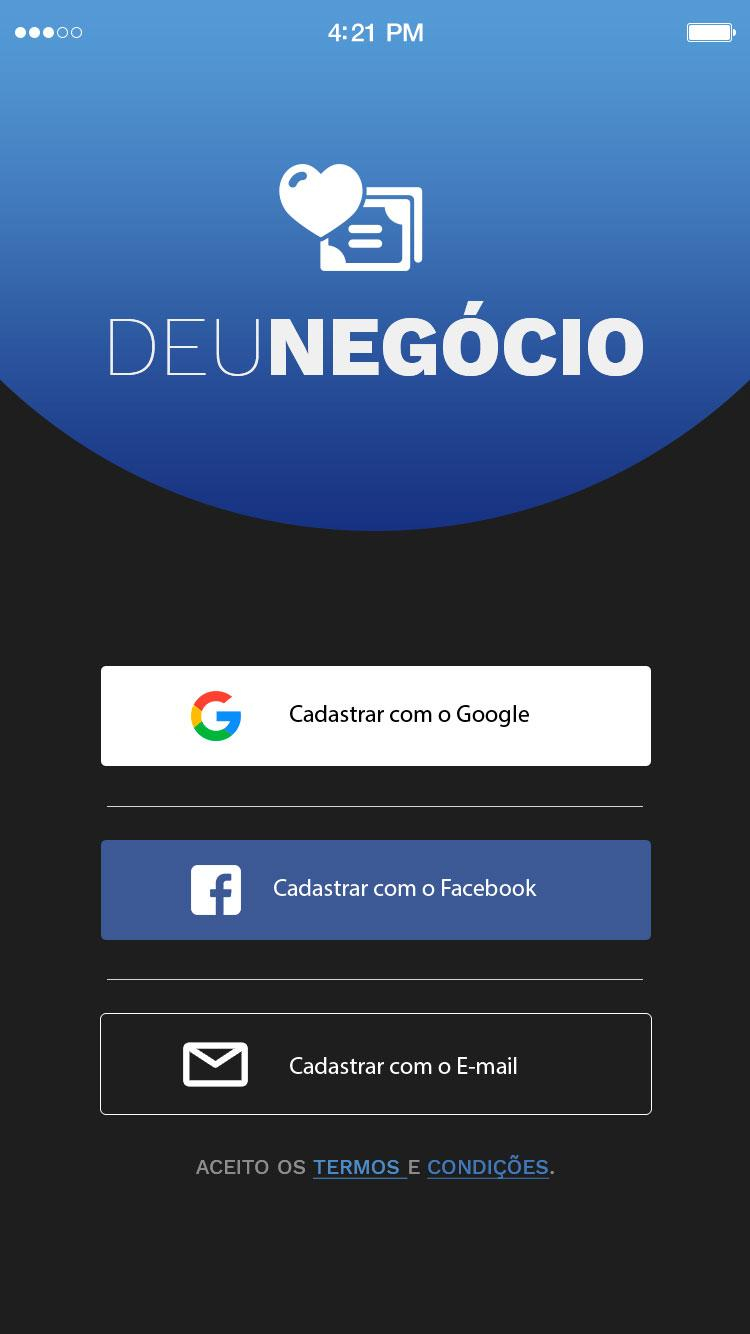 4:21 PM
DEUNEGÓCIO
Cadastrar com o Google
Cadastrar com o Facebook
Cadastrar com o E-mail
ACEITO OS TERMOS E CONDIÇÕES.